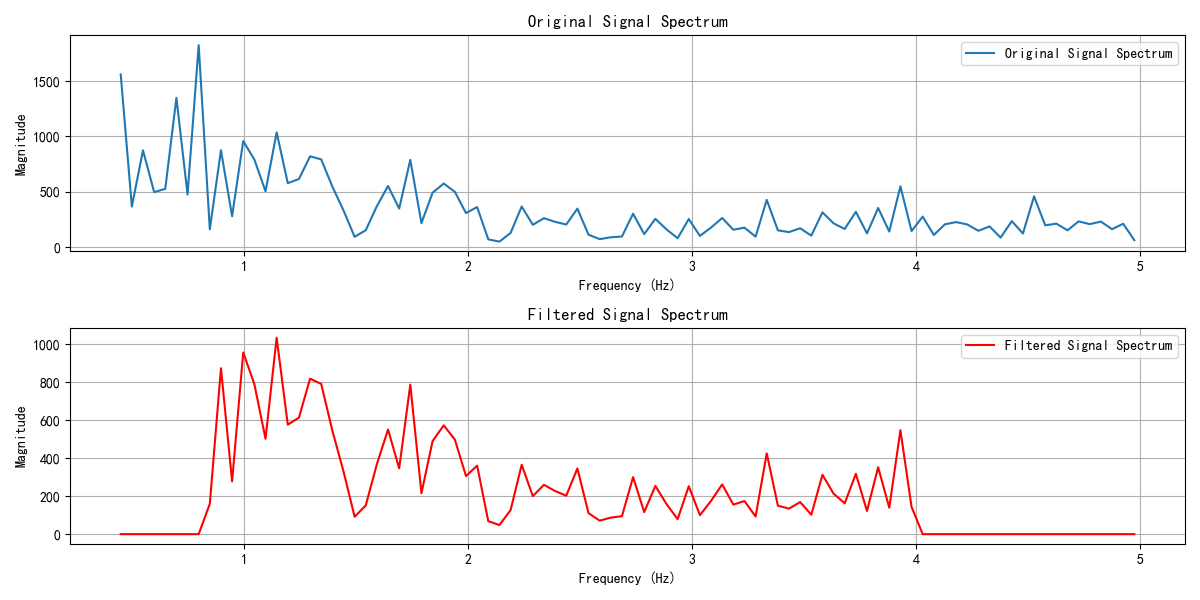 Original Signal Spectrum
Original Signal Spectrum
Magnitude
1500
1000
500
0
1 2 3 4 5
Frequency (Hz)
Filtered Signal Spectrum
Filtered Signal Spectrum
Magnitude
1000
800
600
400
200
0
1 2 3 4 5
Frequency (Hz)